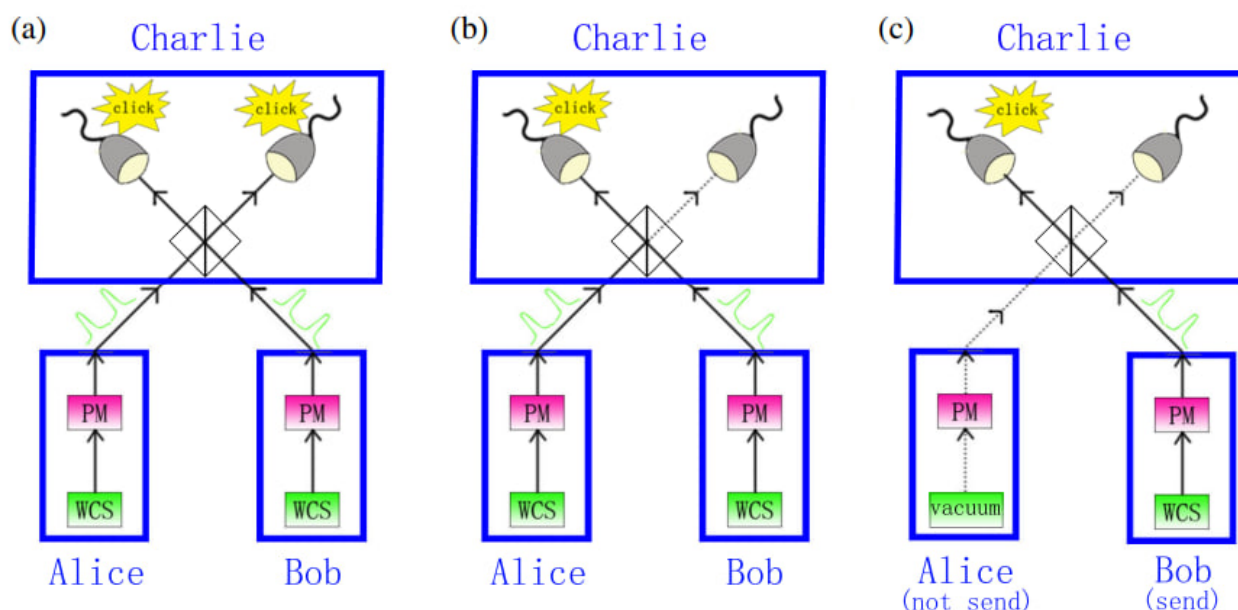 (a)
Charlie
click
click
PM
PM
WCS
WCS
Alice
Bob
(b)
Charlie
click
PM
PM
WCS
WCS
Alice
Bob
(c)
Charlie
click
PM
PM
vacuum
WCS
Alice
(not send)
Bob
(send)